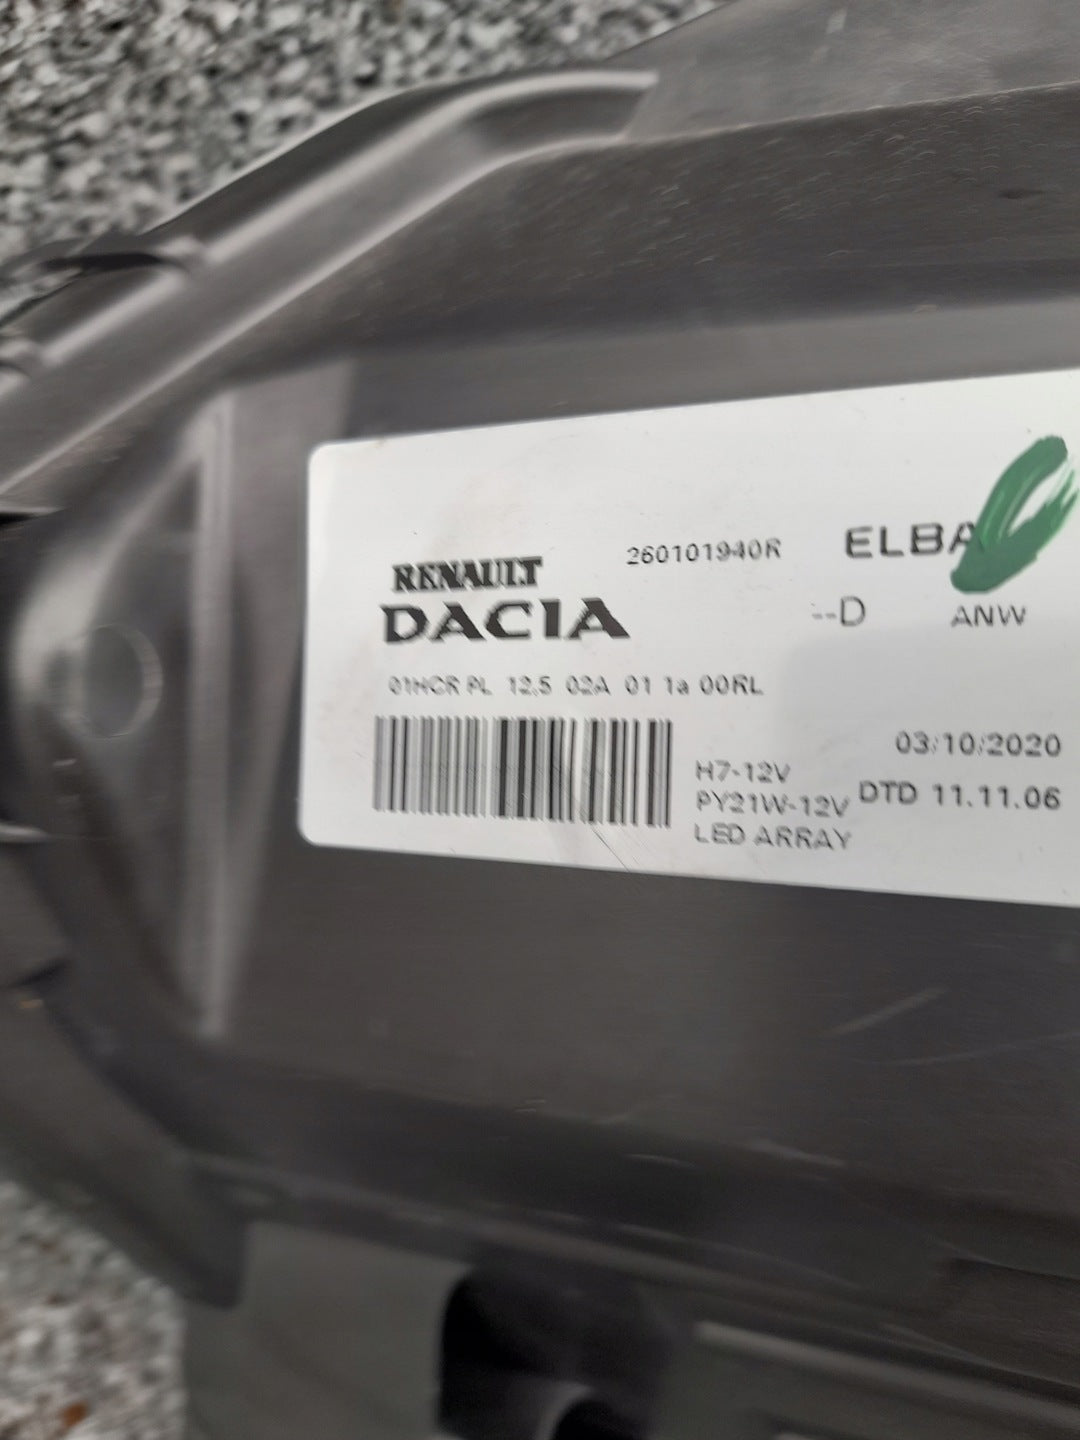 RENAULT
DACIA
260101940R
ELBA
--D
ANW
01HCR PL 12,5 02A 01 1a 00RL
03/10/2020
H7-12V
PY21W-12V
DTD 11.11.06
LED ARRAY